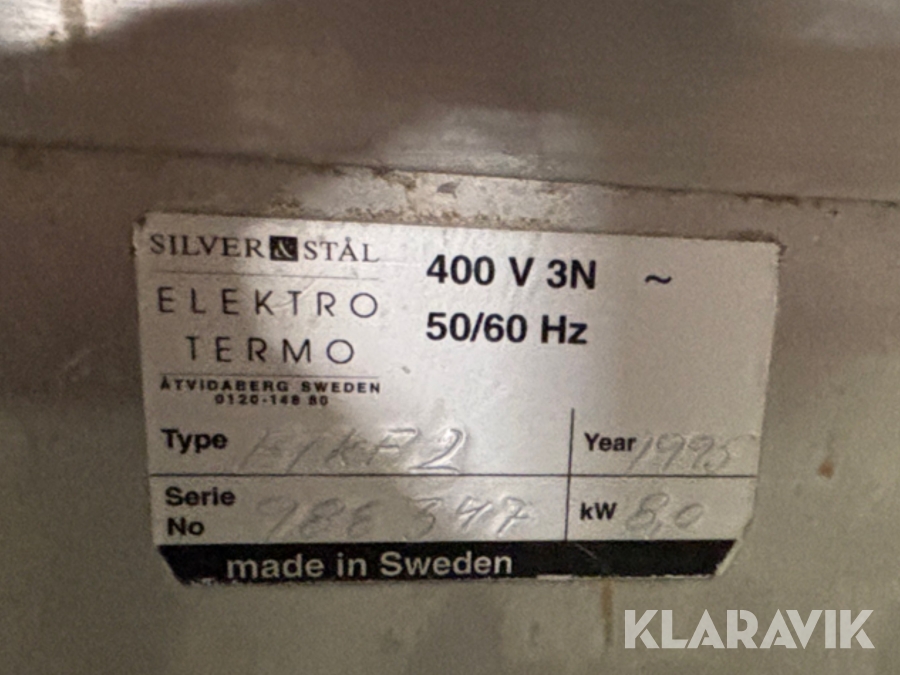 SILVER & STÅL
ELEKTRO
TERMO
ÅTVIDABERG SWEDEN
0120-148 80
400 V 3N ~
50/60 Hz
Type
Year 1995
Serie
No 347
kW 8,0
made in Sweden
KLARAVIK